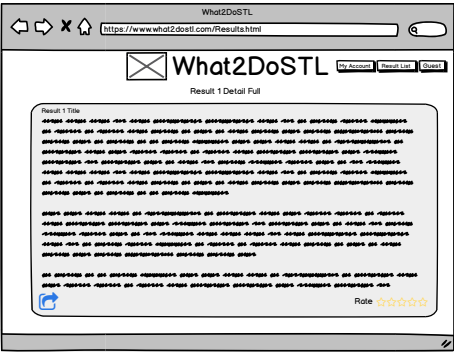 What2DoSTL
https://www.what2dostl.com/Results.html
What2DoSTL
My Account
Result List
Guest
Result 1 Detail Full
Result 1 Title
Rate